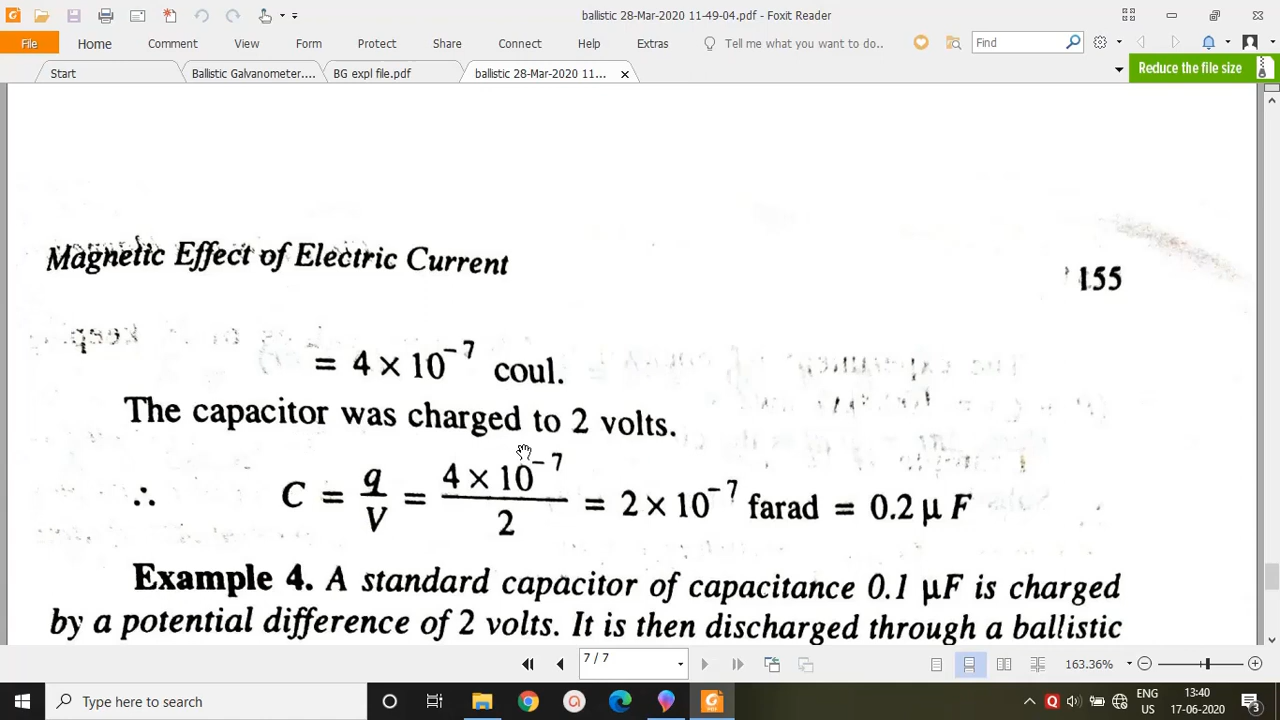 ballistic 28-Mar-2020 11-49-04.pdf - Foxit Reader
File Home Comment View Form Protect Share Connect Help Extras Tell me what you want to do.. Find
Start Ballistic Galvanometer.... BG expl file.pdf ballistic 28-Mar-2020 11... Reduce the file size
Magnetic Effect of Electric Current 155
= 4 × 10⁻⁷ coul.
The capacitor was charged to 2 volts.
∴ C = q/V = (4 × 10⁻⁷)/2 = 2 × 10⁻⁷ farad = 0.2 μ F
Example 4. A standard capacitor of capacitance 0.1 μF is charged
by a potential difference of 2 volts. It is then discharged through a ballistic
7 / 7 163.36%
Type here to search ENG 13:40
IN 17-06-2020 3